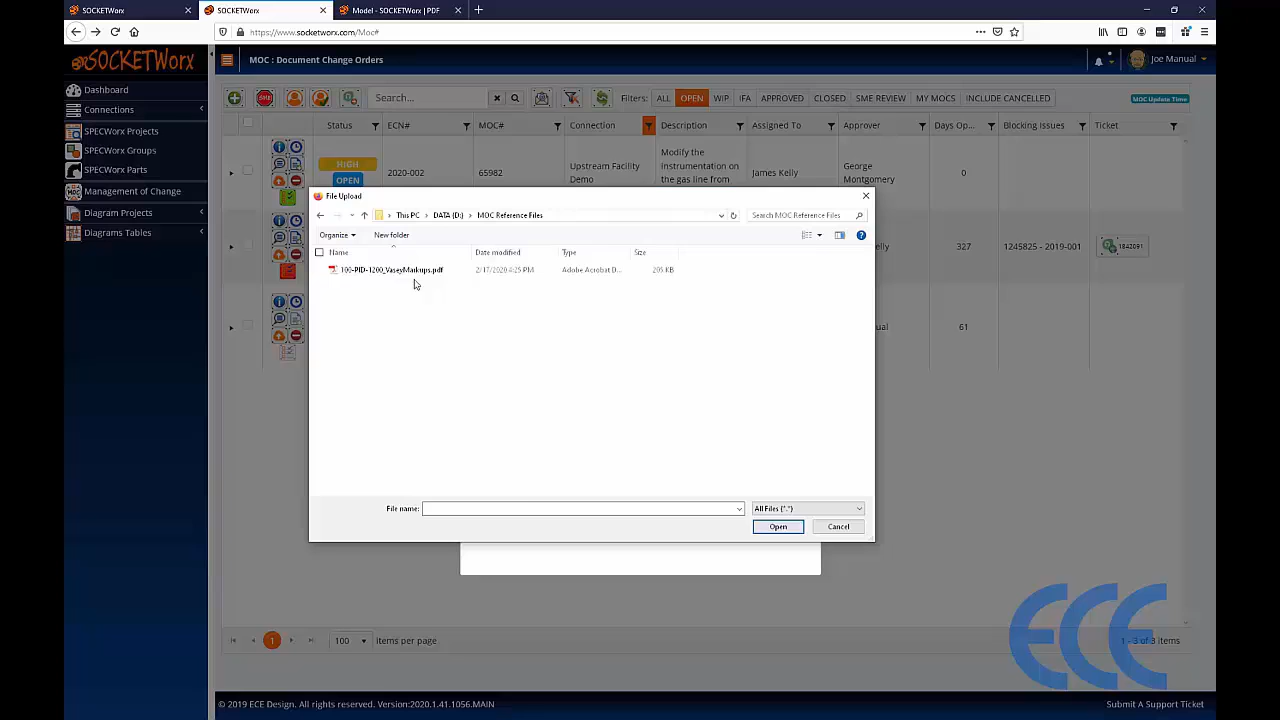 SOCKETWorx
SOCKETWorx
Model - SOCKETWorx | PDF
https://www.socketworx.com/Moc#
SOCKETWorx
MOC : Document Change Orders
Joe Manual
Dashboard
Connections
SPECWorx Projects
SPECWorx Groups
SPECWorx Parts
Management of Change
Diagram Projects
Diagrams Tables
SME
Search...
Filters:
ALL
OPEN
WIP
IFA
APPROVED
CLOSED
SME REVIEW
MY MOCS
INCLUDE CANCELLED
MOC Update Time
Status
ECN#
MOC#
Connection
Description
Assigned To
Approver
Days Op...
Blocking Issues
Ticket
HIGH
OPEN
2020-002
65982
Upstream Facility
Demo
Modify the
instrumentation on
the gas line from
James Kelly
George
Montgomery
0
File Upload
This PC
DATA (D:)
MOC Reference Files
Search MOC Reference Files
Organize
New folder
Name
Date modified
Type
Size
100-PID-1200_VaseyMarkups.pdf
2/17/2020 4:25 PM
Adobe Acrobat D...
205 KB
elly
327
1245825 - 2019-001
1842091
ual
61
File name:
All Files (*.*)
Open
Cancel
1
100
items per page
1 - 3 of 3 items
ECE
© 2019 ECE Design. All rights reserved. Version:2020.1.41.1056.MAIN
Submit A Support Ticket